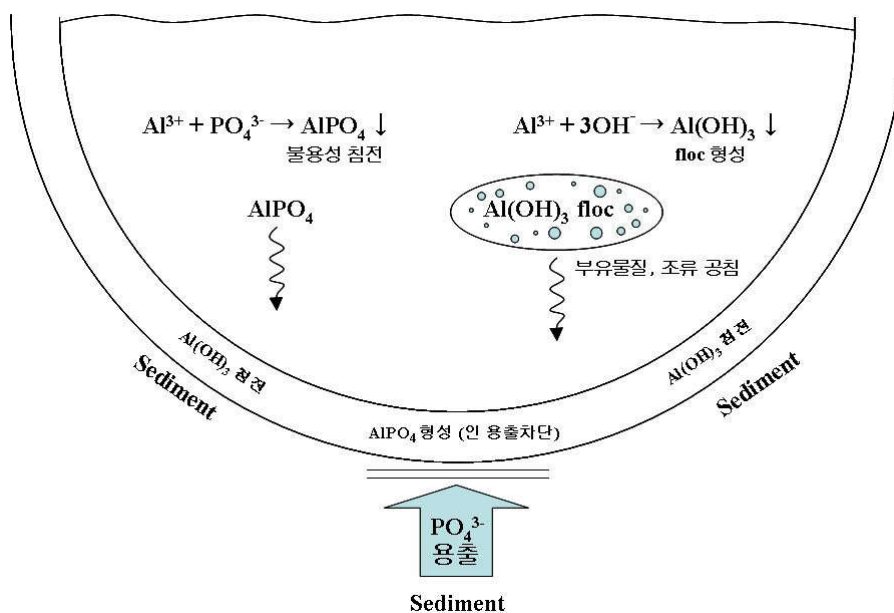 Al³⁺ + PO₄³⁻ → AlPO₄ ↓
불용성 침전
Al³⁺ + 3OH⁻ → Al(OH)₃ ↓
floc 형성
AlPO₄
Al(OH)₃ floc
부유물질, 조류 공침
Al(OH)₃ 침전
Sediment
Al(OH)₃ 침전
Sediment
AlPO₄ 형성 (인 용출차단)
PO₄³⁻
용출
Sediment